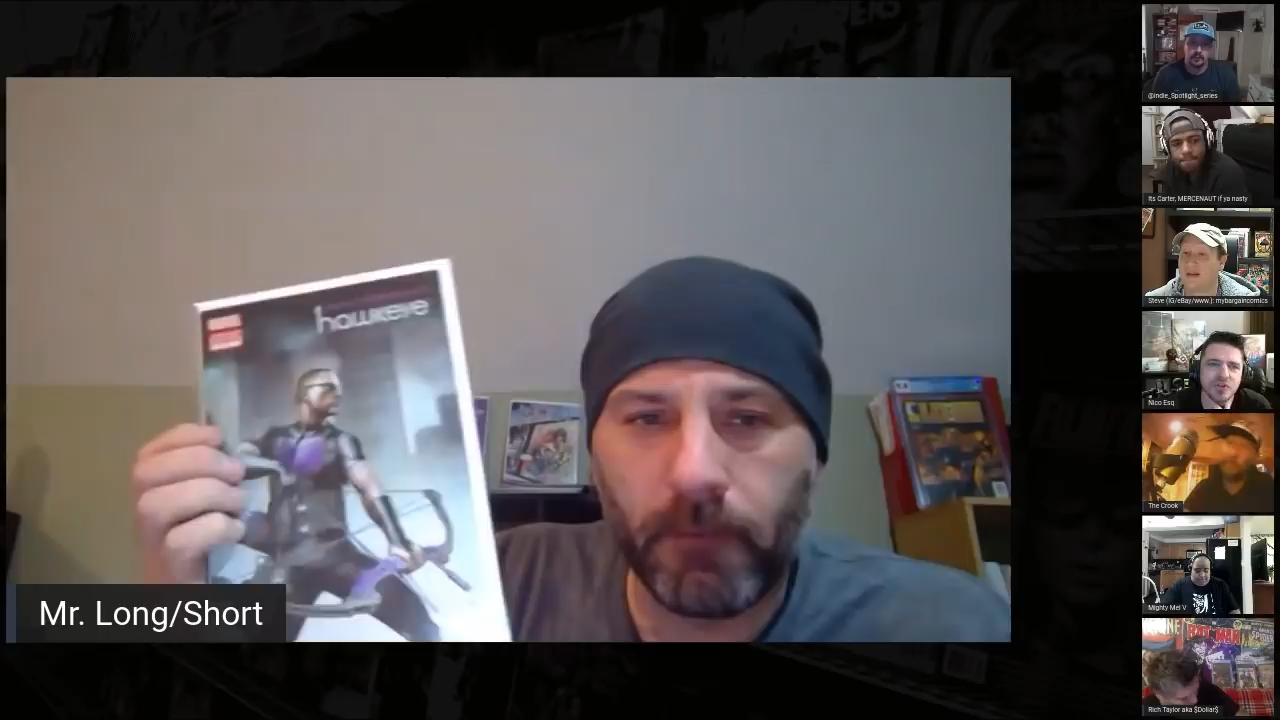 hawkeye
Mr. Long/Short
@Indie_Spotlight_series
Its Carter, MERCENAUT if ya nasty
Steve (IG/eBay/www.): mybargaincomics
Nico Esq
The Crook
Mighty Mel V
BATMAN
Rich Taylor aka $Dollar$